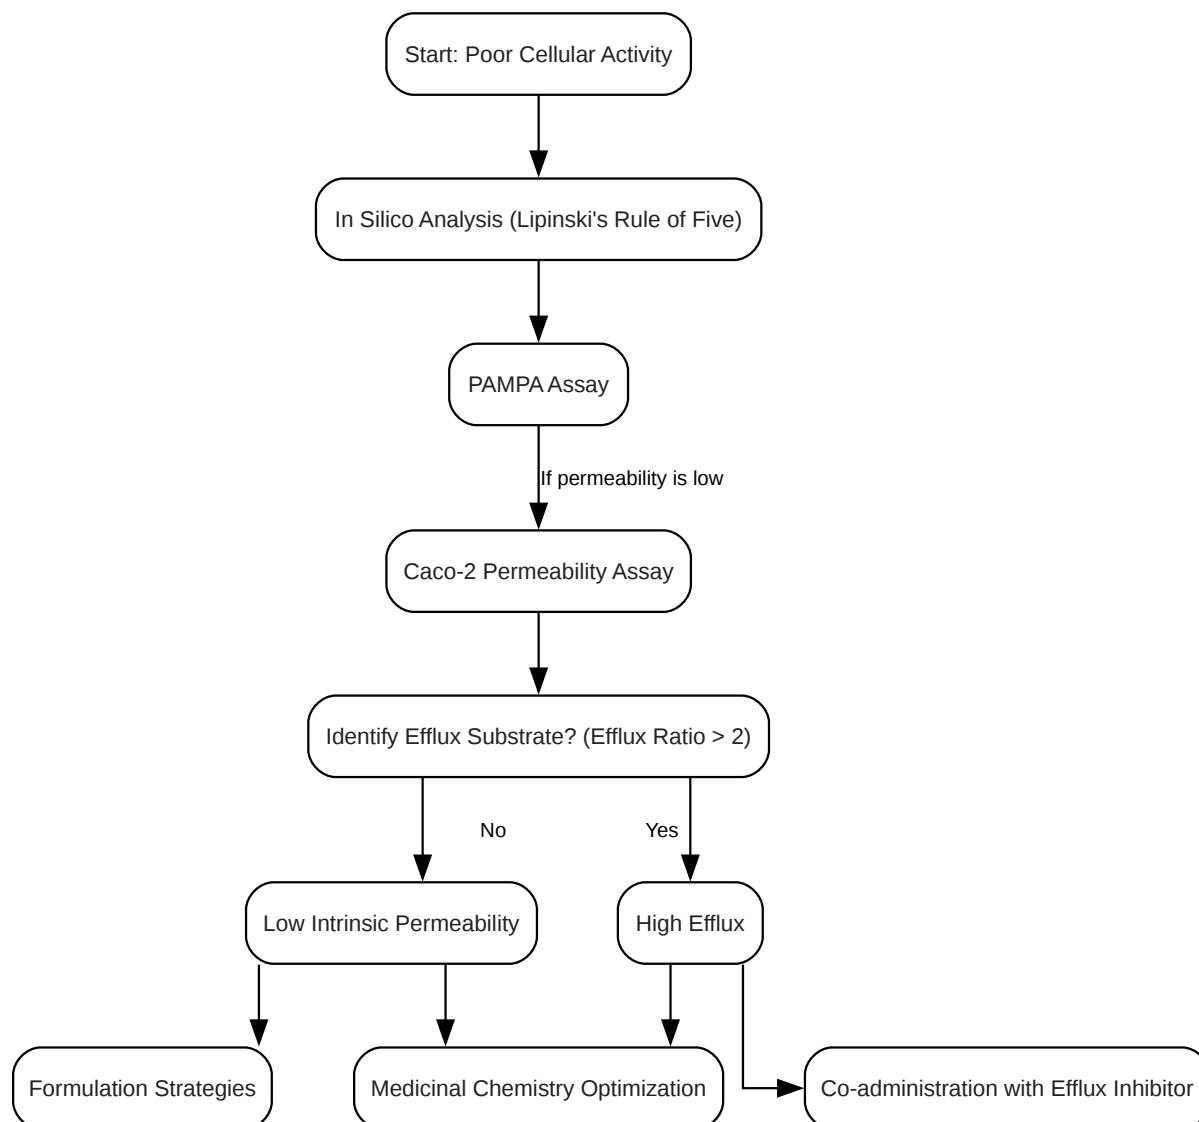 Start: Poor Cellular Activity
In Silico Analysis (Lipinski's Rule of Five)
PAMPA Assay
If permeability is low
Caco-2 Permeability Assay
Identify Efflux Substrate? (Efflux Ratio > 2)
No
Yes
Low Intrinsic Permeability
High Efflux
Formulation Strategies
Medicinal Chemistry Optimization
Co-administration with Efflux Inhibitor